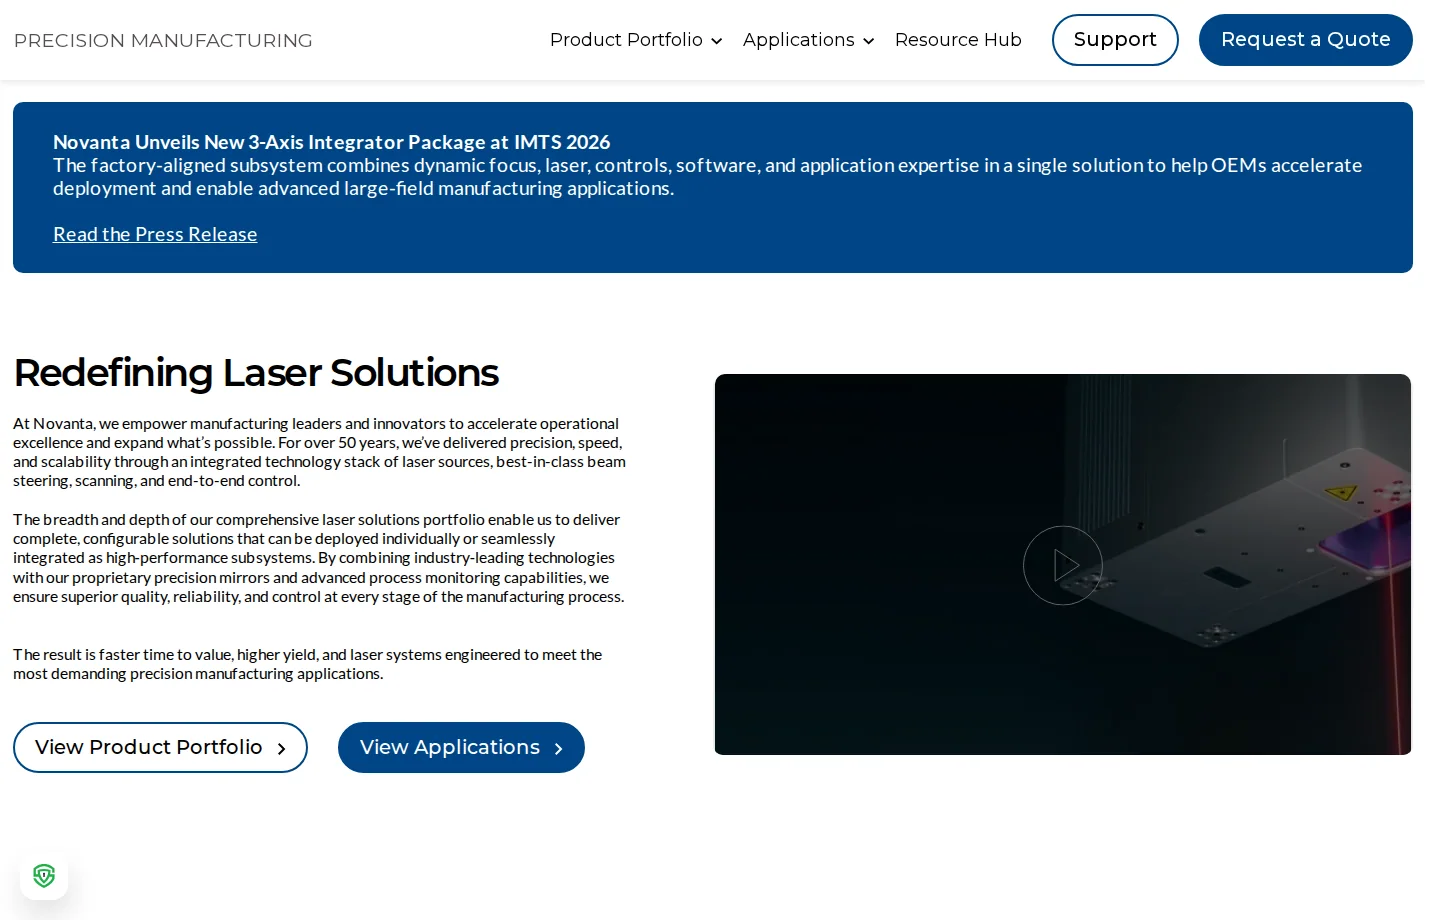 PRECISION MANUFACTURING
Product Portfolio
Applications
Resource Hub
Support
Request a Quote
Novanta Unveils New 3-Axis Integrator Package at IMTS 2026
The factory-aligned subsystem combines dynamic focus, laser, controls, software, and application expertise in a single solution to help OEMs accelerate
deployment and enable advanced large-field manufacturing applications.
Read the Press Release
Redefining Laser Solutions
At Novanta, we empower manufacturing leaders and innovators to accelerate operational
excellence and expand what’s possible. For over 50 years, we’ve delivered precision, speed,
and scalability through an integrated technology stack of laser sources, best-in-class beam
steering, scanning, and end-to-end control.
The breadth and depth of our comprehensive laser solutions portfolio enable us to deliver
complete, configurable solutions that can be deployed individually or seamlessly
integrated as high-performance subsystems. By combining industry-leading technologies
with our proprietary precision mirrors and advanced process monitoring capabilities, we
ensure superior quality, reliability, and control at every stage of the manufacturing process.
The result is faster time to value, higher yield, and laser systems engineered to meet the
most demanding precision manufacturing applications.
View Product Portfolio
View Applications